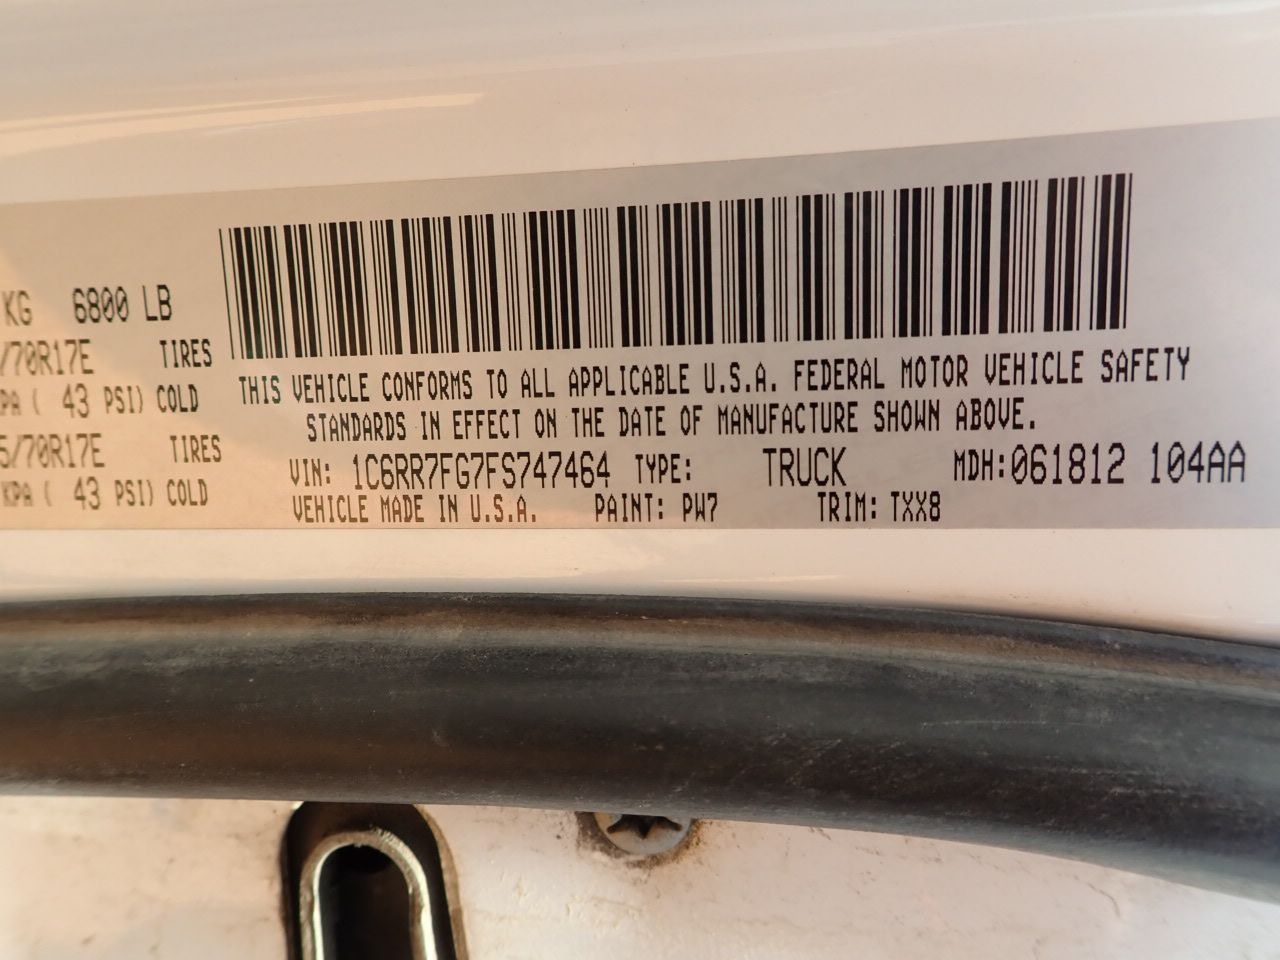 KG 6800 LB
/70R17E TIRES
PA ( 43 PSI) COLD
5/70R17E TIRES
KPA ( 43 PSI) COLD
THIS VEHICLE CONFORMS TO ALL APPLICABLE U.S.A. FEDERAL MOTOR VEHICLE SAFETY
STANDARDS IN EFFECT ON THE DATE OF MANUFACTURE SHOWN ABOVE.
VIN: 1C6RR7FG7FS747464 TYPE: TRUCK MDH:061812 104AA
VEHICLE MADE IN U.S.A. PAINT: PW7 TRIM: TXX8